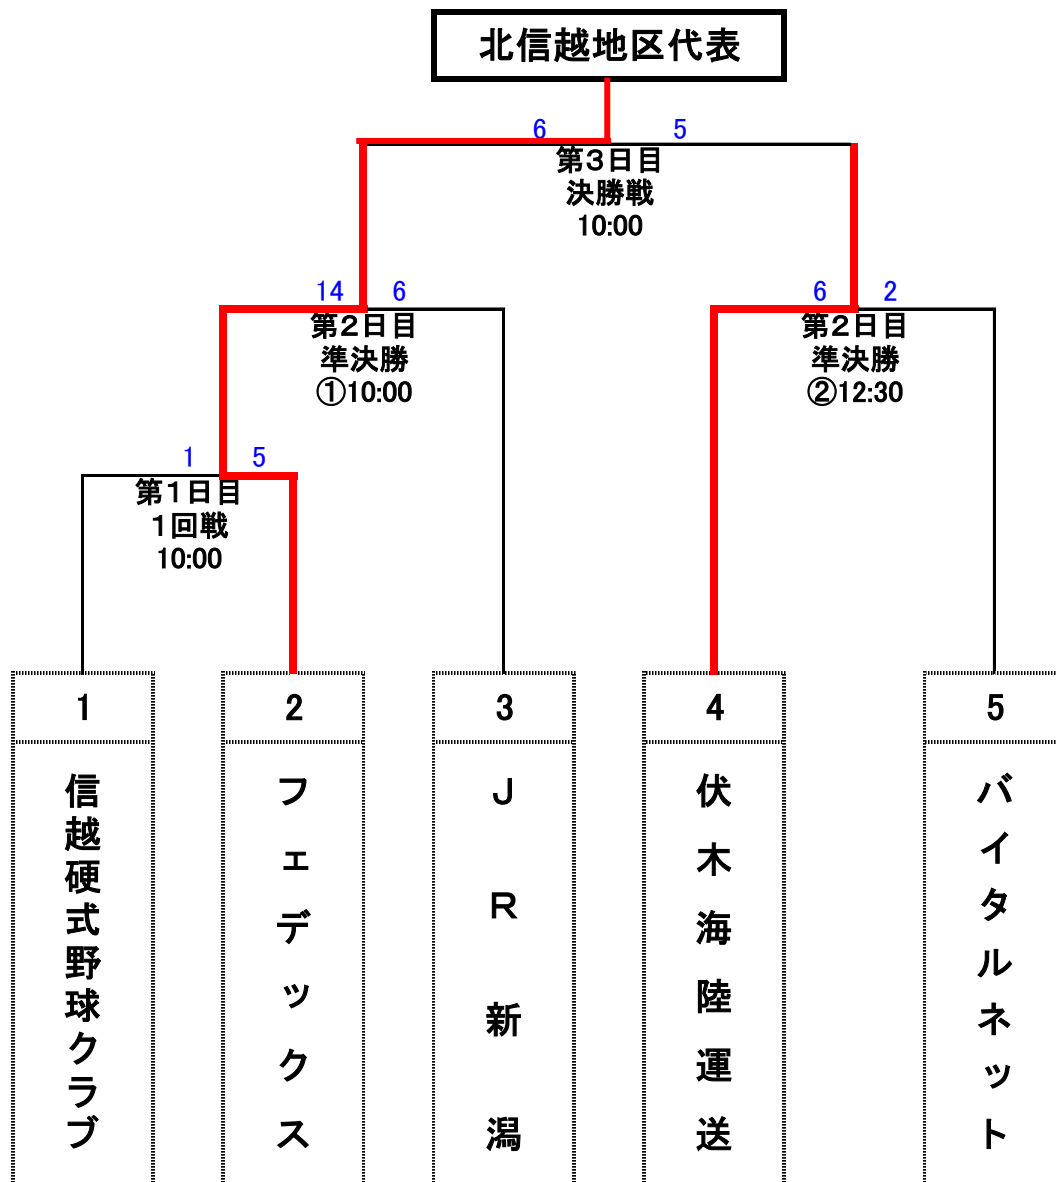 北信越地区代表
6 5
第3日目
決勝戦
10:00
14 6
第2日目
準決勝
①10:00
6 2
第2日目
準決勝
②12:30
1 5
第1日目
1回戦
10:00
1
信越硬式野球クラブ
2
フェデックス
3
JR新潟
4
伏木海陸運送
5
バイタルネット